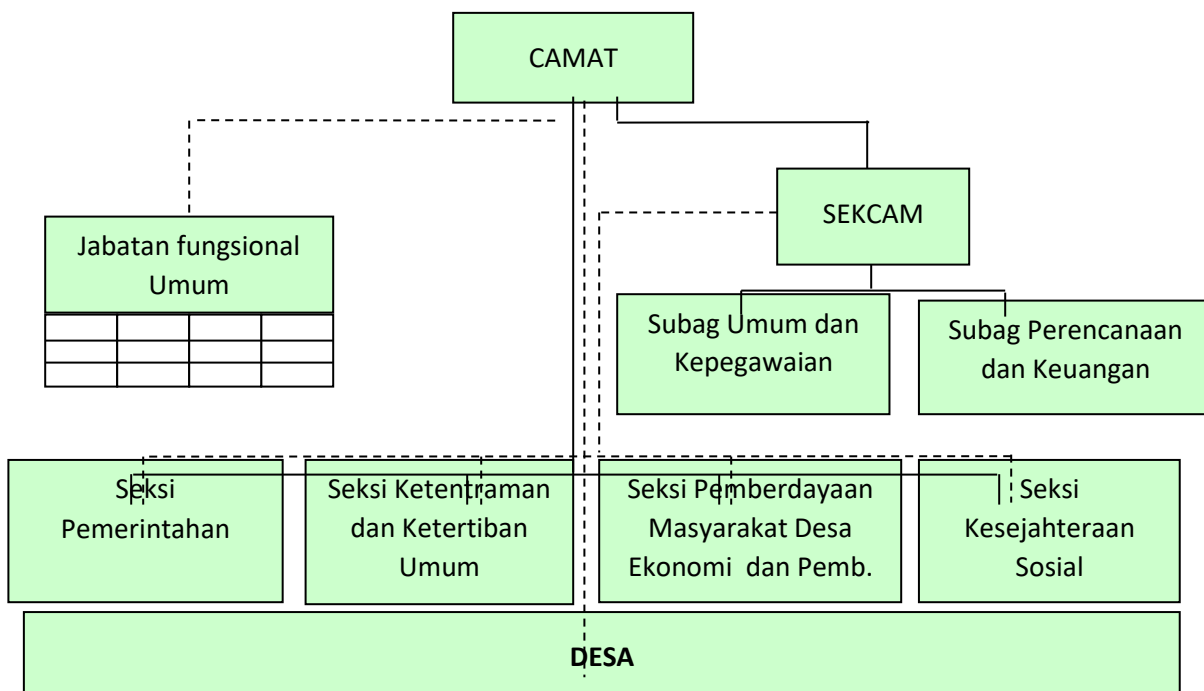 CAMAT
SEKCAM
Jabatan fungsional
Umum
Subag Umum dan
Kepegawaian
Subag Perencanaan
dan Keuangan
Seksi
Pemerintahan
Seksi Ketentraman
dan Ketertiban
Umum
Seksi Pemberdayaan
Masyarakat Desa
Ekonomi dan Pemb.
Seksi
Kesejahteraan
Sosial
DESA